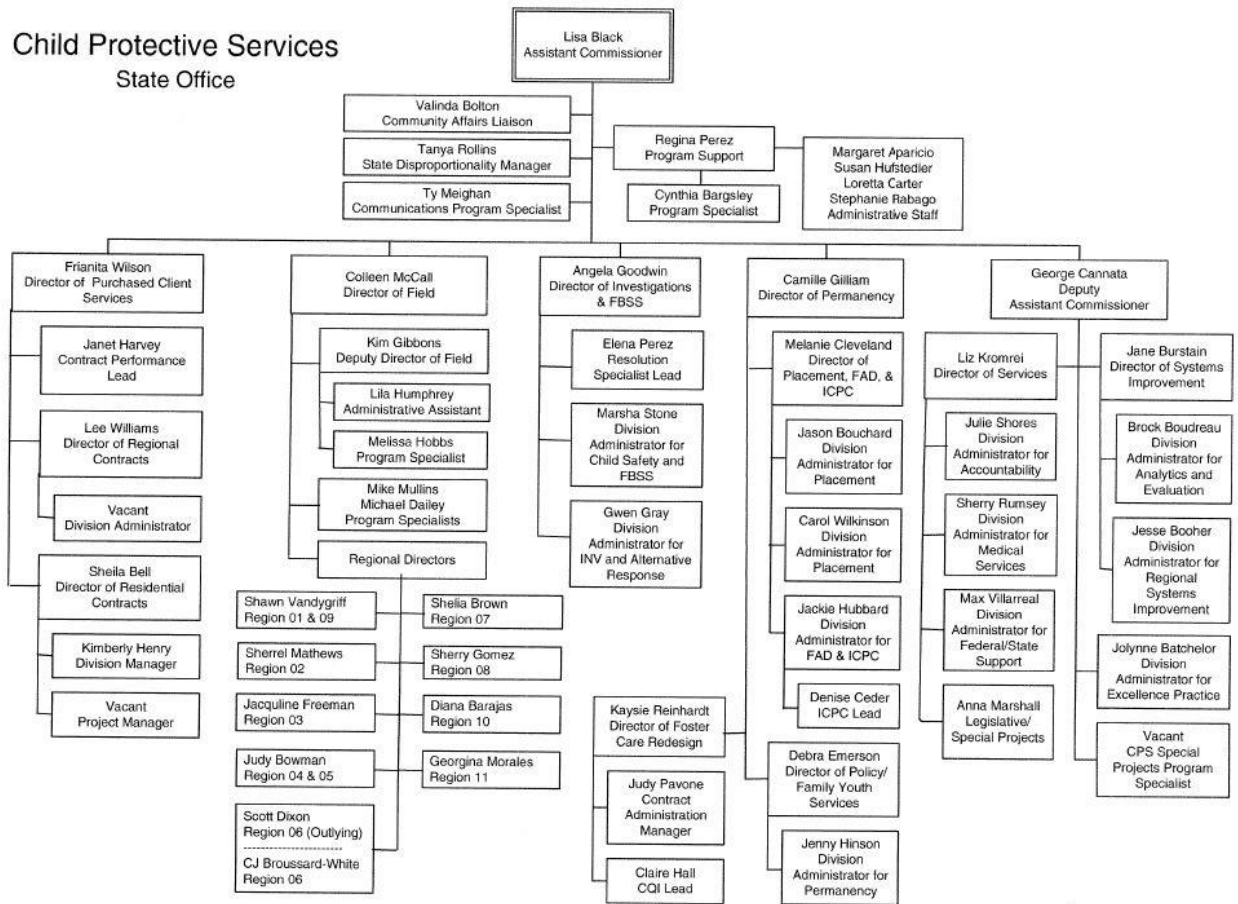 Child Protective Services
State Office
Lisa Black
Assistant Commissioner
Valinda Bolton
Community Affairs Liaison
Tanya Rollins
State Disproportionality Manager
Ty Meighan
Communications Program Specialist
Regina Perez
Program Support
Cynthia Bargsley
Program Specialist
Margaret Aparicio
Susan Hufstedler
Loretta Carter
Stephanie Rabago
Administrative Staff
Frianita Wilson
Director of Purchased Client
Services
Janet Harvey
Contract Performance
Lead
Lee Williams
Director of Regional
Contracts
Vacant
Division Administrator
Sheila Bell
Director of Residential
Contracts
Kimberly Henry
Division Manager
Vacant
Project Manager
Colleen McCall
Director of Field
Kim Gibbons
Deputy Director of Field
Lila Humphrey
Administrative Assistant
Melissa Hobbs
Program Specialist
Mike Mullins
Michael Dailey
Program Specialists
Regional Directors
Shawn Vandygriff
Region 01 & 09
Shelia Brown
Region 07
Sherrel Mathews
Region 02
Sherry Gomez
Region 08
Jacquline Freeman
Region 03
Diana Barajas
Region 10
Judy Bowman
Region 04 & 05
Georgina Morales
Region 11
Scott Dixon
Region 06 (Outlying)
CJ Broussard-White
Region 06
Angela Goodwin
Director of Investigations
& FBSS
Elena Perez
Resolution
Specialist Lead
Marsha Stone
Division
Administrator for
Child Safety and
FBSS
Gwen Gray
Division
Administrator for
INV and Alternative
Response
Camille Gilliam
Director of Permanency
Melanie Cleveland
Director of
Placement, FAD, &
ICPC
Jason Bouchard
Division
Administrator for
Placement
Carol Wilkinson
Division
Administrator for
Placement
Jackie Hubbard
Division
Administrator for
FAD & ICPC
Denise Ceder
ICPC Lead
Kaysie Reinhardt
Director of Foster
Care Redesign
Judy Pavone
Contract
Administration
Manager
Claire Hall
CQI Lead
Debra Emerson
Director of Policy/
Family Youth
Services
Jenny Hinson
Division
Administrator for
Permanency
George Cannata
Deputy
Assistant Commissioner
Liz Kromrei
Director of Services
Julie Shores
Division
Administrator for
Accountability
Sherry Rumsey
Division
Administrator for
Medical
Services
Max Villarreal
Division
Administrator for
Federal/State
Support
Anna Marshall
Legislative/
Special Projects
Jane Burstain
Director of Systems
Improvement
Brock Boudreau
Division
Administrator for
Analytics and
Evaluation
Jesse Booher
Division
Administrator for
Regional
Systems
Improvement
Jolynne Batchelor
Division
Administrator for
Excellence Practice
Vacant
CPS Special
Projects Program
Specialist